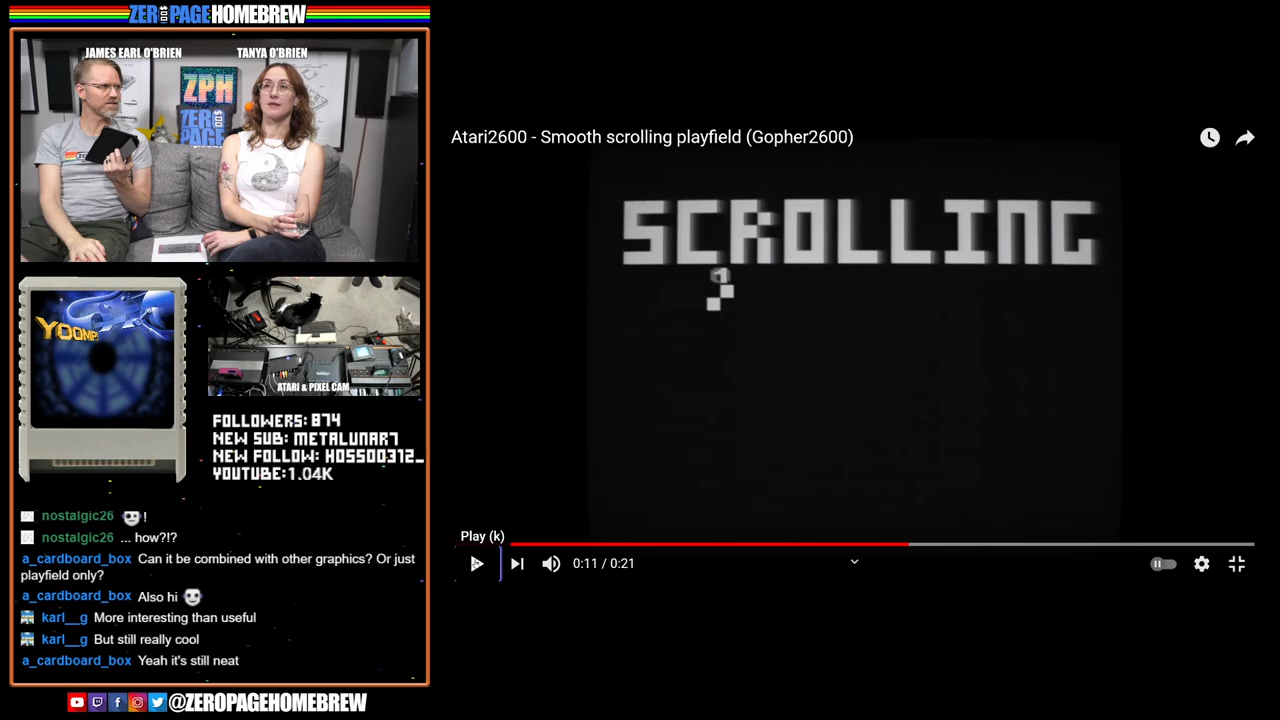 ZEROPAGE HOMEBREW
JAMES EARL O'BRIEN
TANYA O'BRIEN
ZPH
ZERO
PAGE
YOOMP!
ATARI & PIXEL CAM
FOLLOWERS: 874
NEW SUB: METALUNAR7
NEW FOLLOW: HOSS00312_
YOUTUBE:1.04K
nostalgic26 !
nostalgic26 ... how?!?
a_cardboard_box Can it be combined with other graphics? Or just
playfield only?
a_cardboard_box Also hi
karl__g More interesting than useful
karl__g But still really cool
a_cardboard_box Yeah it's still neat
@ZEROPAGEHOMEBREW
Atari2600 - Smooth scrolling playfield (Gopher2600)
SCROLLING
Play (k)
0:11 / 0:21